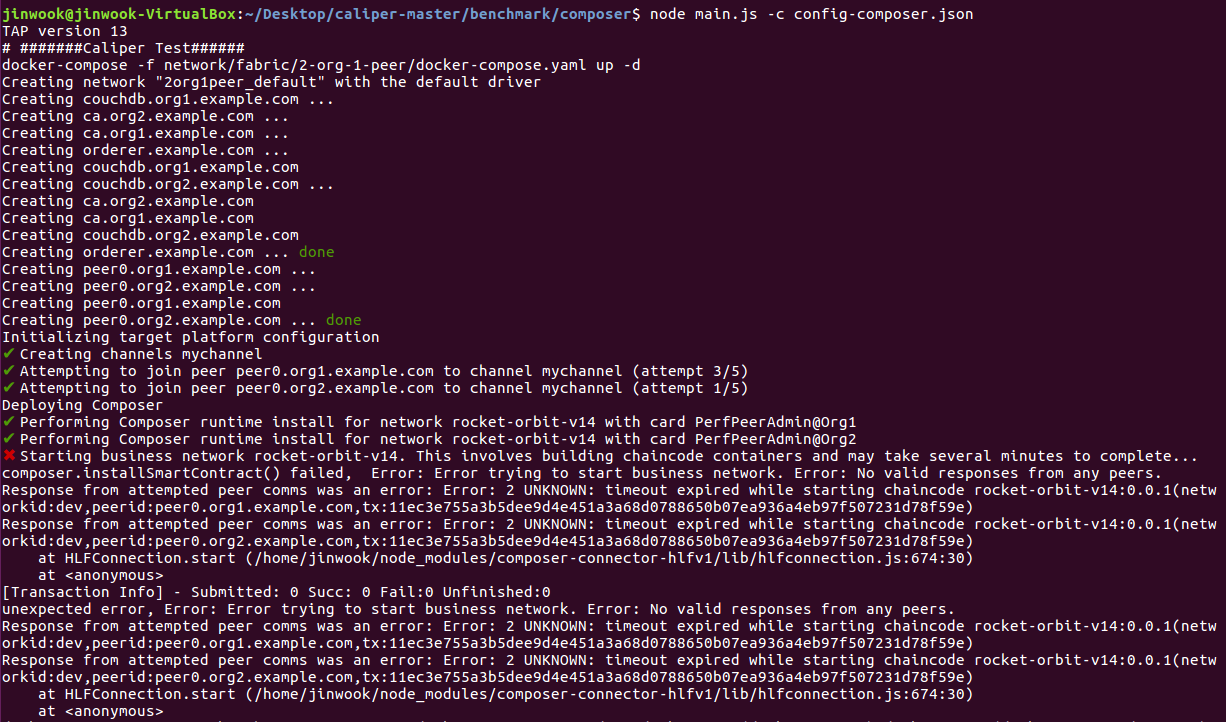 jinwook@jinwook-VirtualBox:~/Desktop/caliper-master/benchmark/composer$ node main.js -c config-composer.json
TAP version 13
# #######Caliper Test######
docker-compose -f network/fabric/2-org-1-peer/docker-compose.yaml up -d
Creating network "2org1peer_default" with the default driver
Creating couchdb.org1.example.com ...
Creating ca.org2.example.com ...
Creating ca.org1.example.com ...
Creating orderer.example.com ...
Creating couchdb.org1.example.com
Creating couchdb.org2.example.com ...
Creating ca.org2.example.com
Creating ca.org1.example.com
Creating couchdb.org2.example.com
Creating orderer.example.com ... done
Creating peer0.org1.example.com ...
Creating peer0.org2.example.com ...
Creating peer0.org1.example.com
Creating peer0.org2.example.com ... done
Initializing target platform configuration
✔ Creating channels mychannel
✔ Attempting to join peer peer0.org1.example.com to channel mychannel (attempt 3/5)
✔ Attempting to join peer peer0.org2.example.com to channel mychannel (attempt 1/5)
Deploying Composer
✔ Performing Composer runtime install for network rocket-orbit-v14 with card PerfPeerAdmin@Org1
✔ Performing Composer runtime install for network rocket-orbit-v14 with card PerfPeerAdmin@Org2
✖ Starting business network rocket-orbit-v14. This involves building chaincode containers and may take several minutes to complete...
composer.installSmartContract() failed,  Error: Error trying to start business network. Error: No valid responses from any peers.
Response from attempted peer comms was an error: Error: 2 UNKNOWN: timeout expired while starting chaincode rocket-orbit-v14:0.0.1(netw
orkid:dev,peerid:peer0.org1.example.com,tx:11ec3e755a3b5dee9d4e451a3a68d0788650b07ea936a4eb97f507231d78f59e)
Response from attempted peer comms was an error: Error: 2 UNKNOWN: timeout expired while starting chaincode rocket-orbit-v14:0.0.1(netw
orkid:dev,peerid:peer0.org2.example.com,tx:11ec3e755a3b5dee9d4e451a3a68d0788650b07ea936a4eb97f507231d78f59e)
    at HLFConnection.start (/home/jinwook/node_modules/composer-connector-hlfv1/lib/hlfconnection.js:674:30)
    at <anonymous>
[Transaction Info] - Submitted: 0 Succ: 0 Fail:0 Unfinished:0
unexpected error, Error: Error trying to start business network. Error: No valid responses from any peers.
Response from attempted peer comms was an error: Error: 2 UNKNOWN: timeout expired while starting chaincode rocket-orbit-v14:0.0.1(netw
orkid:dev,peerid:peer0.org1.example.com,tx:11ec3e755a3b5dee9d4e451a3a68d0788650b07ea936a4eb97f507231d78f59e)
Response from attempted peer comms was an error: Error: 2 UNKNOWN: timeout expired while starting chaincode rocket-orbit-v14:0.0.1(netw
orkid:dev,peerid:peer0.org2.example.com,tx:11ec3e755a3b5dee9d4e451a3a68d0788650b07ea936a4eb97f507231d78f59e)
    at HLFConnection.start (/home/jinwook/node_modules/composer-connector-hlfv1/lib/hlfconnection.js:674:30)
    at <anonymous>